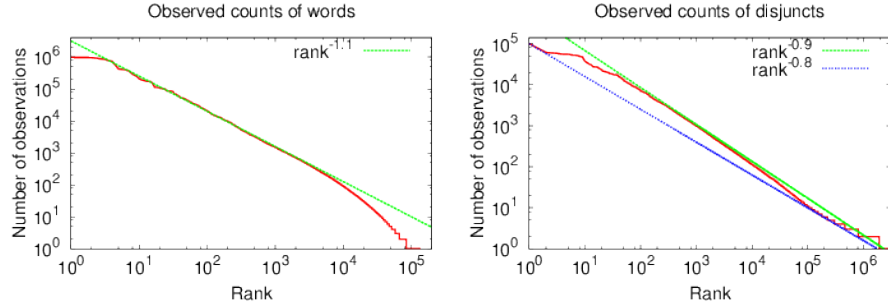 Observed counts of words
Number of observations
10^6
10^5
10^4
10^3
10^2
10^1
10^0
rank^-1.1
10^0 10^1 10^2 10^3 10^4 10^5
Rank
Observed counts of disjuncts
Number of observations
10^5
10^4
10^3
10^2
10^1
10^0
rank^-0.9
rank^-0.8
10^0 10^1 10^2 10^3 10^4 10^5 10^6
Rank